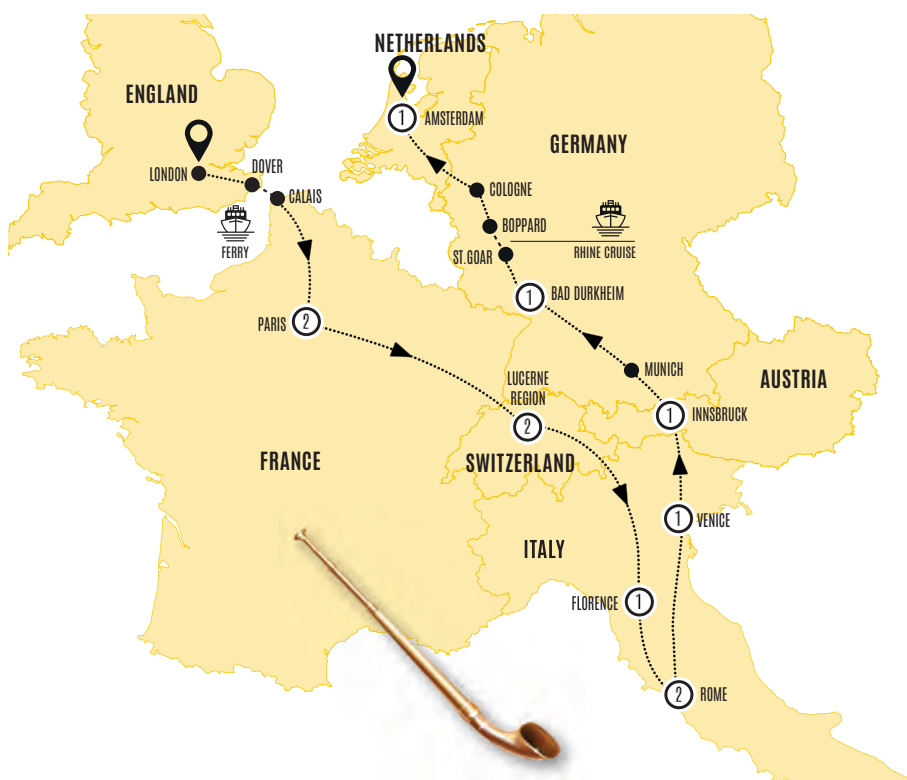 NETHERLANDS
ENGLAND
1
AMSTERDAM
GERMANY
LONDON
DOVER
CALAIS
COLOGNE
BOPPARD
FERRY
ST.GOAR
RHINE CRUISE
1
BAD DURKHEIM
PARIS
2
MUNICH
AUSTRIA
LUCERNE
REGION
2
1
INNSBRUCK
FRANCE
SWITZERLAND
1
VENICE
ITALY
FLORENCE
1
2
ROME